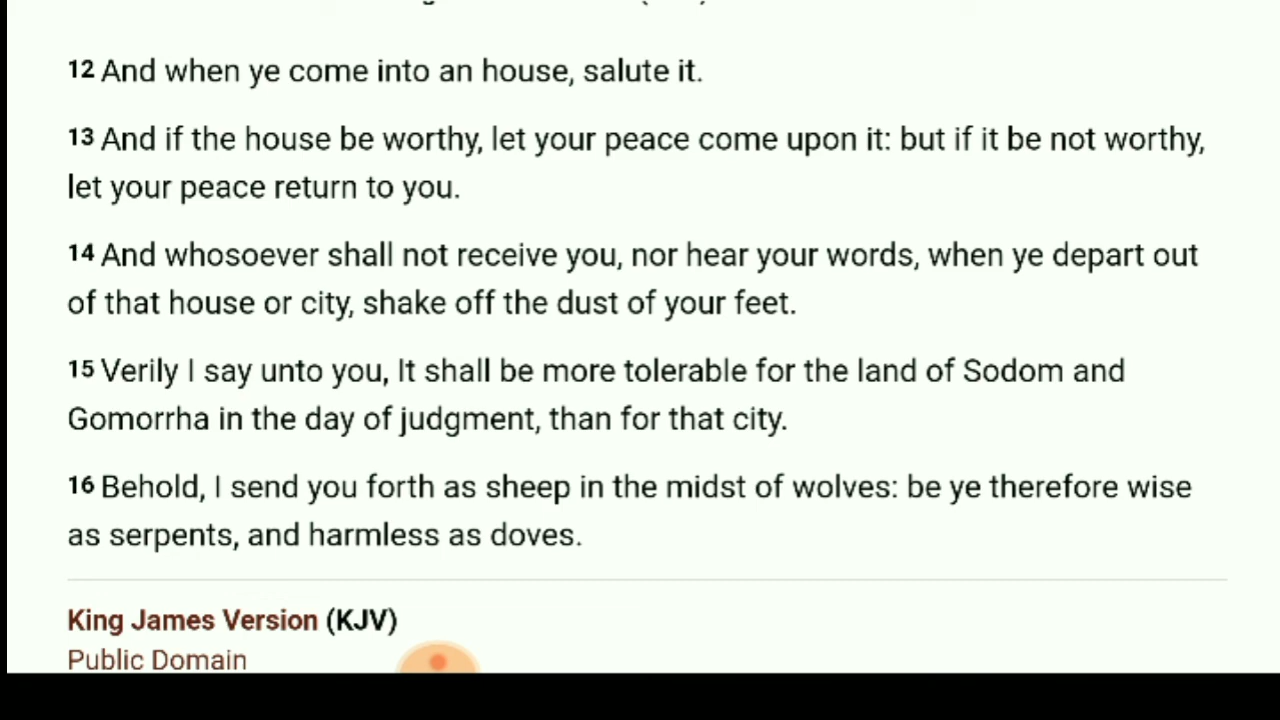 12 And when ye come into an house, salute it.
13 And if the house be worthy, let your peace come upon it: but if it be not worthy,
let your peace return to you.
14 And whosoever shall not receive you, nor hear your words, when ye depart out
of that house or city, shake off the dust of your feet.
15 Verily I say unto you, It shall be more tolerable for the land of Sodom and
Gomorrha in the day of judgment, than for that city.
16 Behold, I send you forth as sheep in the midst of wolves: be ye therefore wise
as serpents, and harmless as doves.
King James Version (KJV)
Public Domain